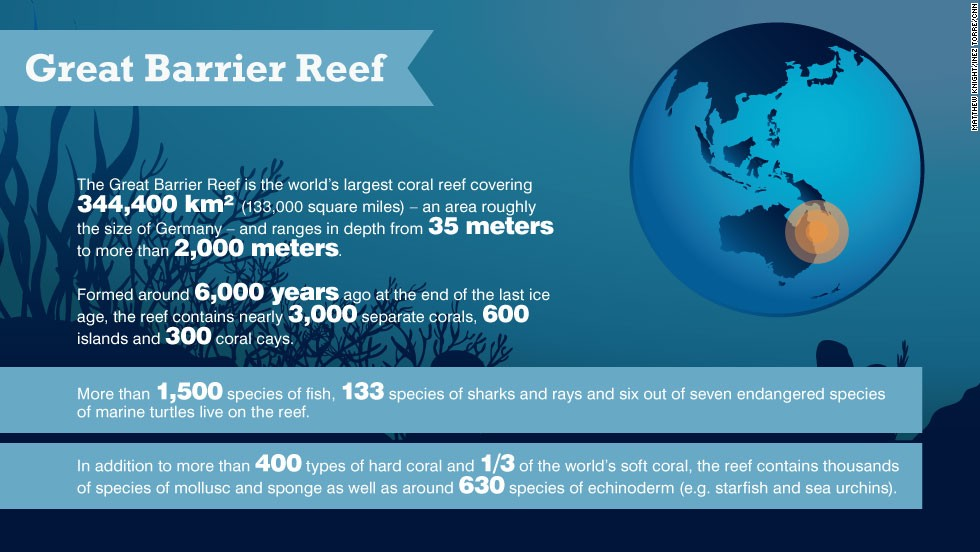 Great Barrier Reef
MATTHEW KNIGHT/INEZ TORRE/CNN
The Great Barrier Reef is the world's largest coral reef covering
344,400 km² (133,000 square miles) – an area roughly
the size of Germany – and ranges in depth from 35 meters
to more than 2,000 meters.
Formed around 6,000 years ago at the end of the last ice
age, the reef contains nearly 3,000 separate corals, 600
islands and 300 coral cays.
More than 1,500 species of fish, 133 species of sharks and rays and six out of seven endangered species
of marine turtles live on the reef.
In addition to more than 400 types of hard coral and 1/3 of the world's soft coral, the reef contains thousands
of species of mollusc and sponge as well as around 630 species of echinoderm (e.g. starfish and sea urchins).